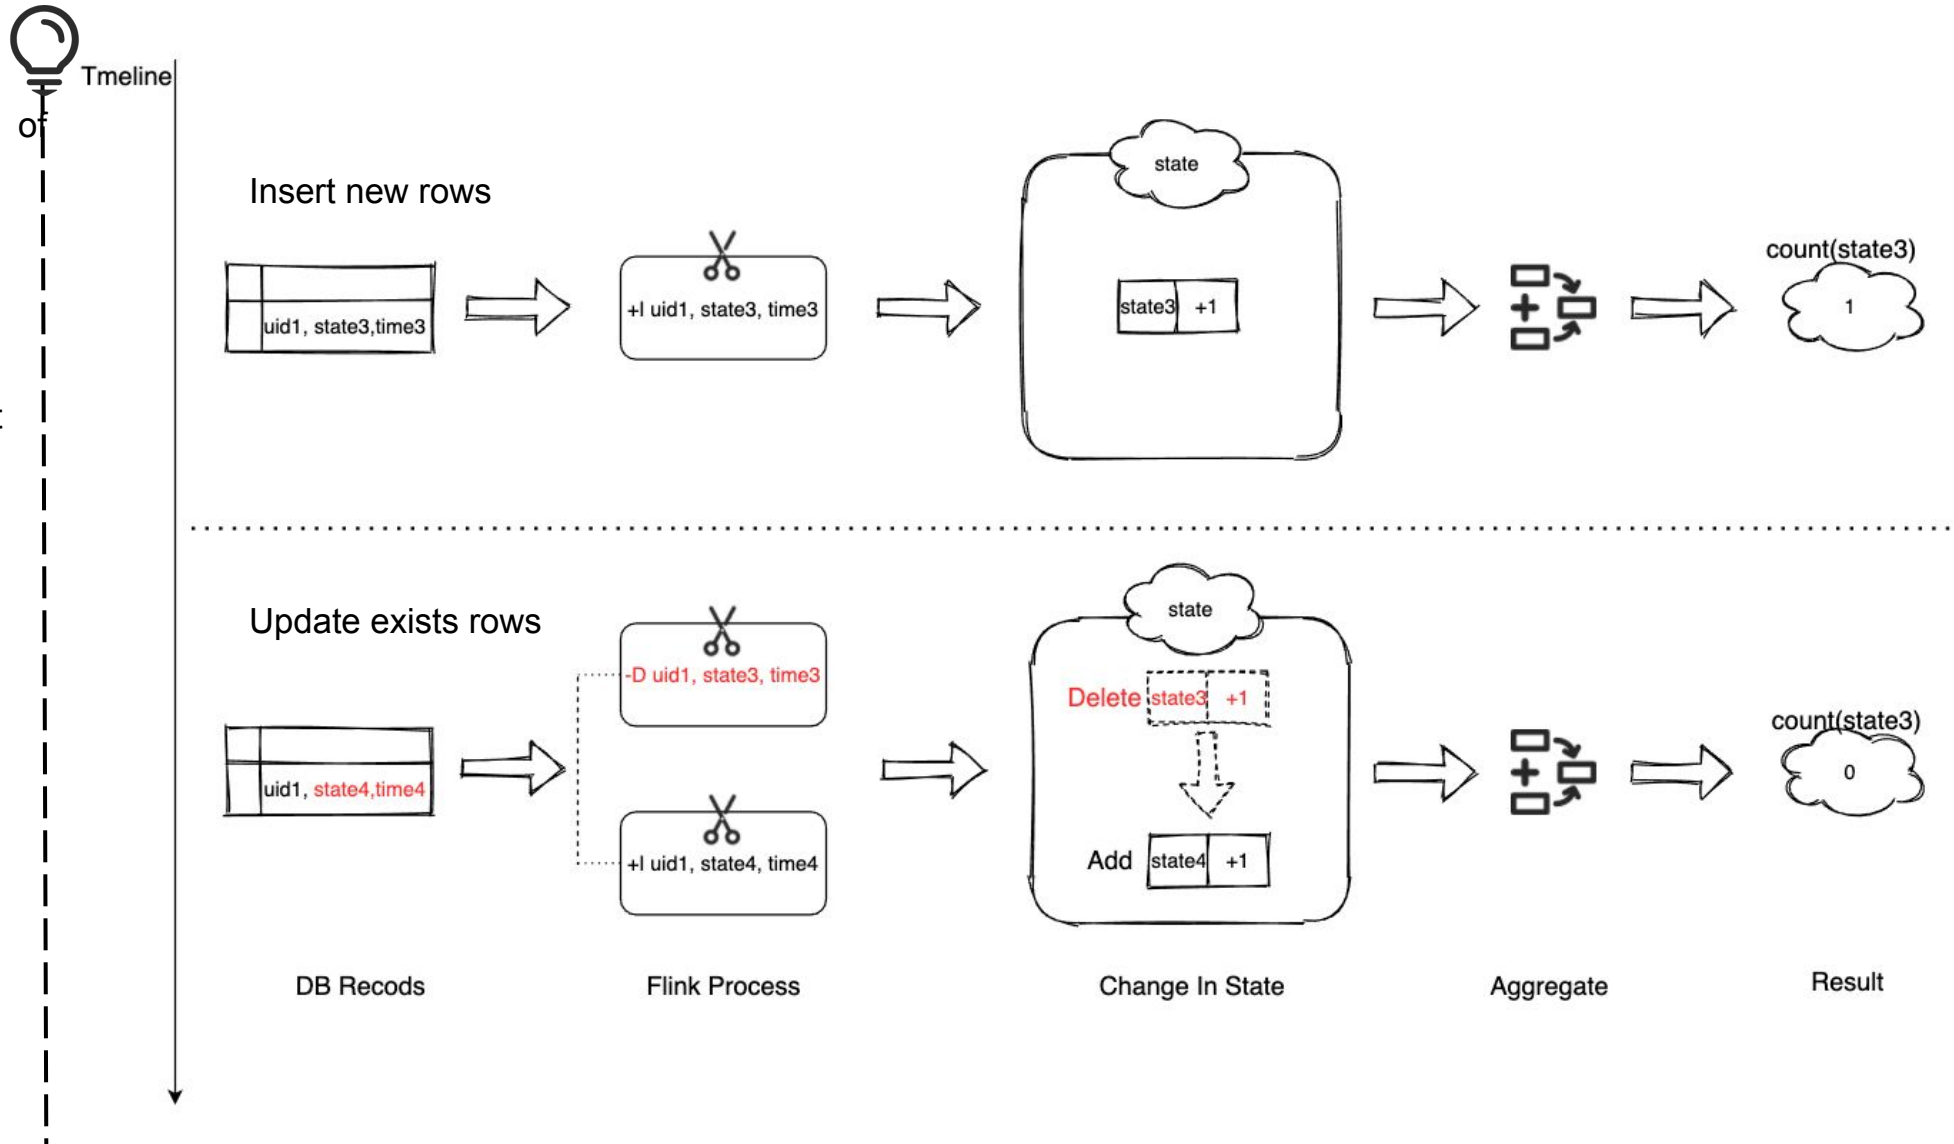 Tmeline
of
Insert new rows
uid1, state3,time3
+I uid1, state3, time3
state
state3 +1
count(state3)
1
Update exists rows
uid1, state4,time4
-D uid1, state3, time3
+I uid1, state4, time4
state
Delete state3 +1
Add state4 +1
count(state3)
0
DB Recods
Flink Process
Change In State
Aggregate
Result